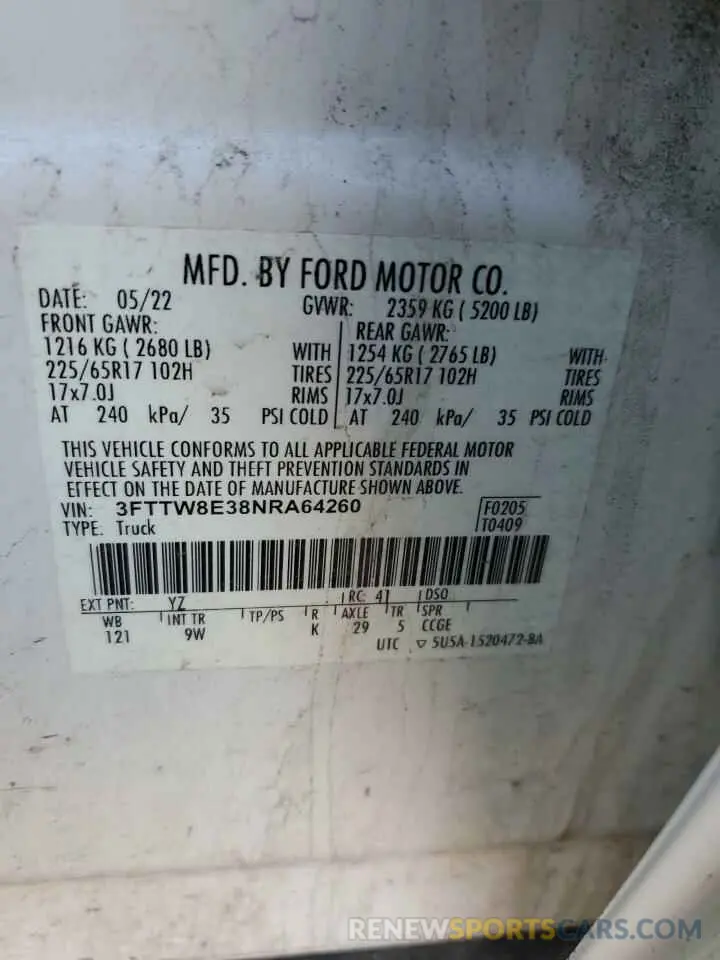 MFD. BY FORD MOTOR CO.
DATE: 05/22 GVWR: 2359 KG ( 5200 LB)
FRONT GAWR: REAR GAWR:
1216 KG ( 2680 LB) WITH 1254 KG ( 2765 LB) WITH
225/65R17 102H TIRES 225/65R17 102H TIRES
17x7.0J RIMS 17x7.0J RIMS
AT 240 kPa/ 35 PSI COLD AT 240 kPa/ 35 PSI COLD
THIS VEHICLE CONFORMS TO ALL APPLICABLE FEDERAL MOTOR
VEHICLE SAFETY AND THEFT PREVENTION STANDARDS IN
EFFECT ON THE DATE OF MANUFACTURE SHOWN ABOVE.
VIN: 3FTTW8E38NRA64260 F0205
TYPE: Truck T0409
EXT PNT: YZ RC: 41 DSO
WB INT TR TP/PS R AXLE TR SPR
121 9W K 29 5 CCGE
UTC ▽ 5U5A-1520472-BA
RENEWSPORTSCARS.COM